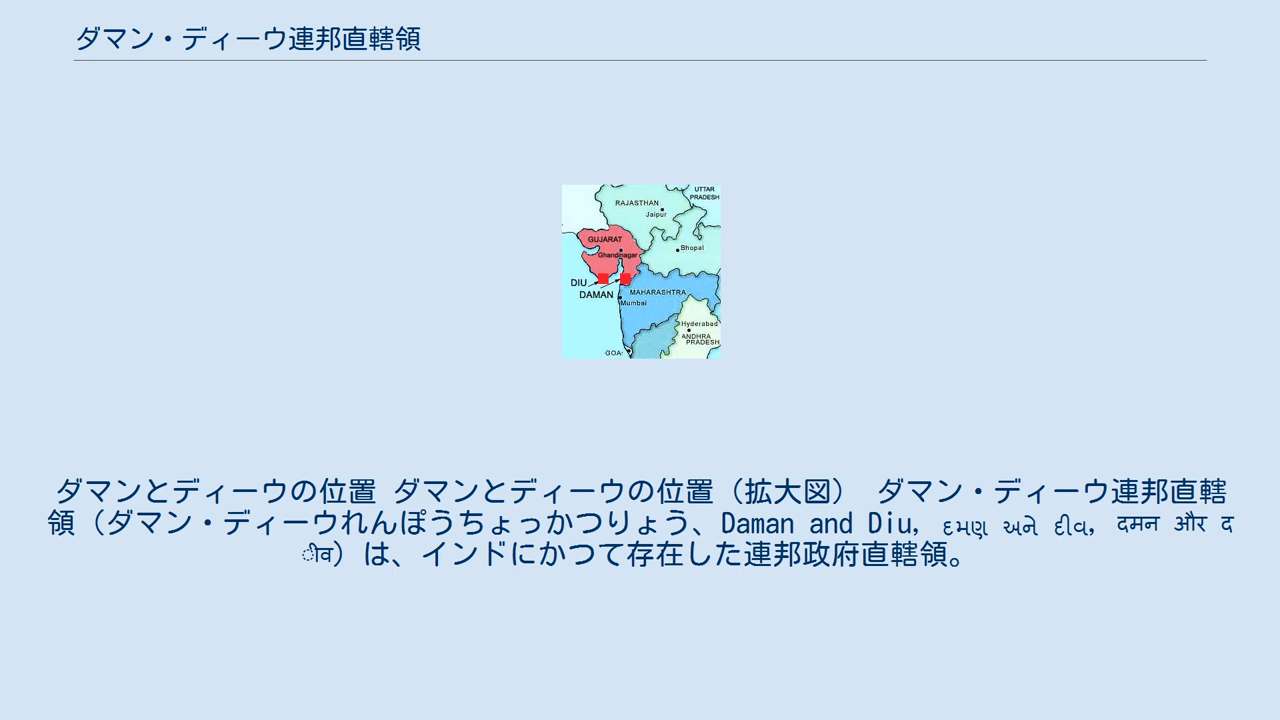 ダマン・ディーウ連邦直轄領
UTTAR
PRADESH
RAJASTHAN
Jaipur
GUJARAT
Ghandinagar
Bhopal
DIU
DAMAN
MAHARASHTRA
Mumbai
Hyderabad
ANDHRA
PRADESH
GOA
ダマンとディーウの位置 ダマンとディーウの位置（拡大図） ダマン・ディーウ連邦直轄
領（ダマン・ディーウれんぽうちょっかつりょう、Daman and Diu, દમણ અને દીવ, दमन और द
ीव）は、インドにかつて存在した連邦政府直轄領。